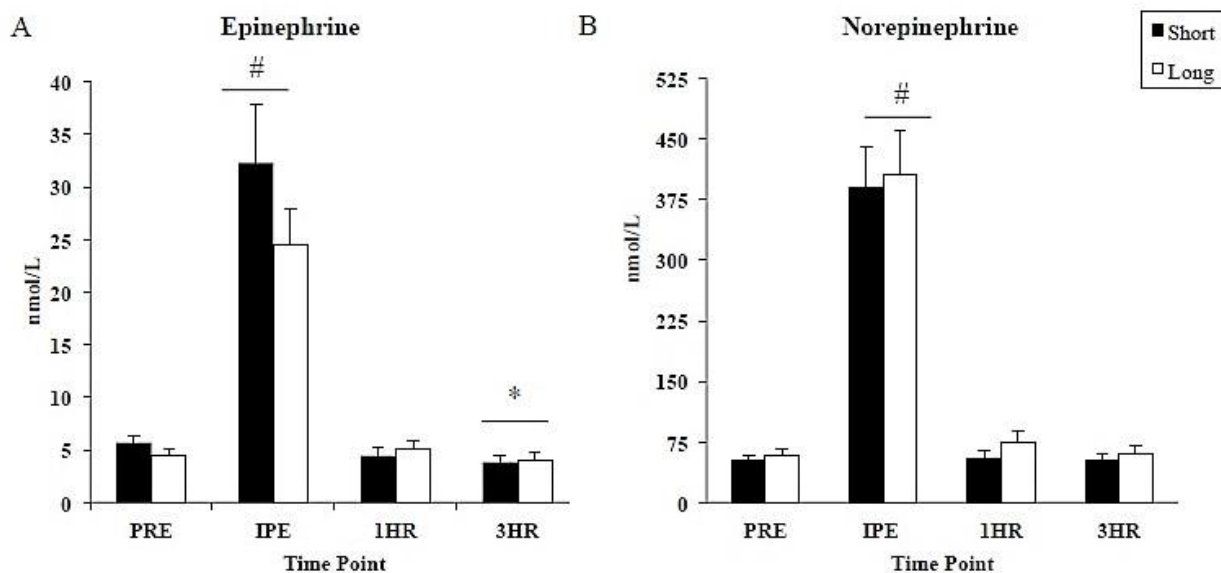 A
Epinephrine
#
40
35
30
25
20
15
10
5
0
nmol/L
*
PRE
IPE
1HR
3HR
Time Point
B
Norepinephrine
Short
Long
#
525
450
375
300
225
150
75
0
nmol/L
PRE
IPE
1HR
3HR
Time Point